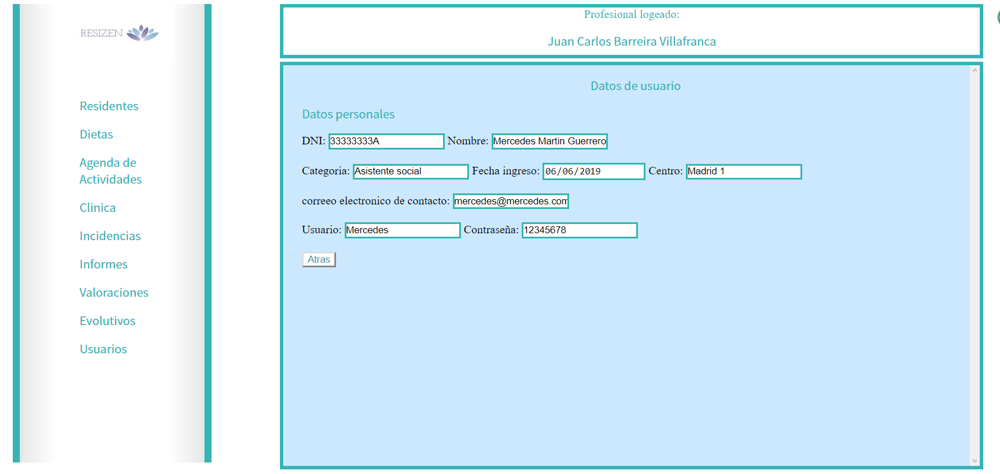 RESIZEN
Residentes
Dietas
Agenda de
Actividades
Clinica
Incidencias
Informes
Valoraciones
Evolutivos
Usuarios
Profesional logeado:
Juan Carlos Barreira Villafranca
Datos de usuario
Datos personales
DNI: 33333333A Nombre: Mercedes Martin Guerrero
Categoria: Asistente social Fecha ingreso: 06/06/2019 Centro: Madrid 1
correeo electronico de contacto: mercedes@mercedes.com
Usuario: Mercedes Contraseña: 12345678
Atras